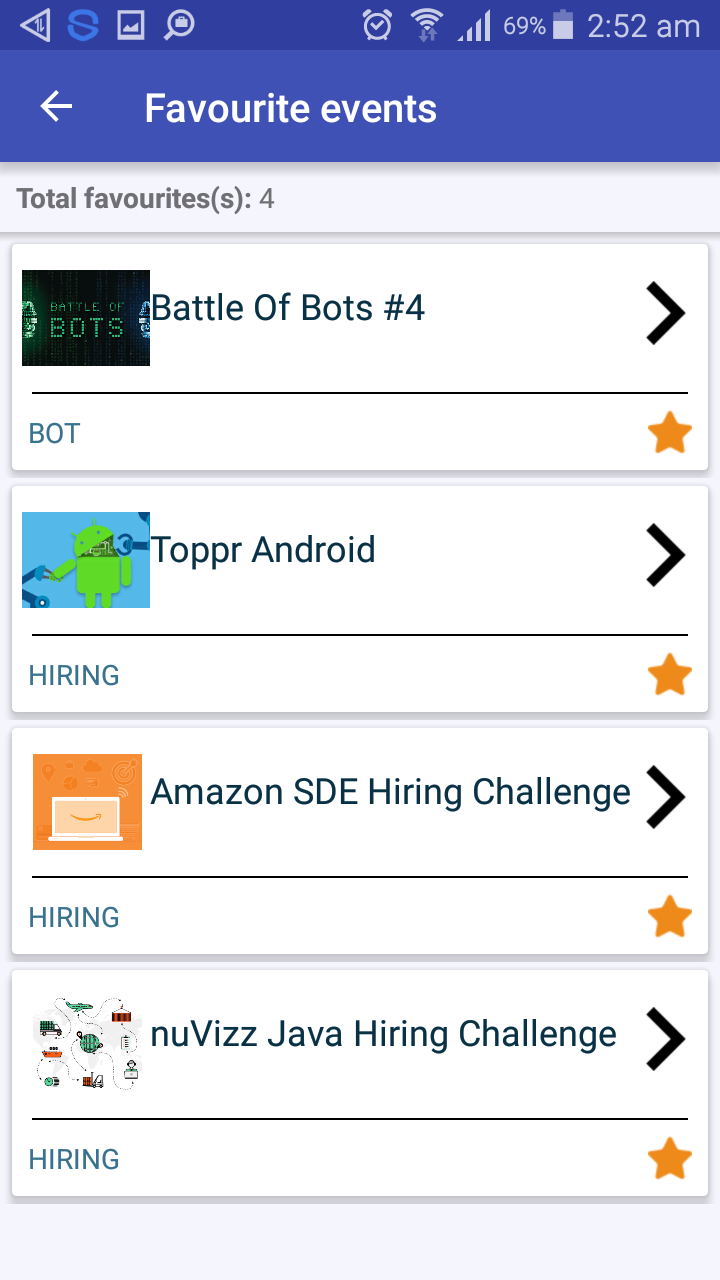 69% 2:52 am
Favourite events
Total favourites(s): 4
BATTLE OF
BOTS
Battle Of Bots #4
BOT
Toppr Android
HIRING
Amazon SDE Hiring Challenge
HIRING
nuVizz Java Hiring Challenge
HIRING